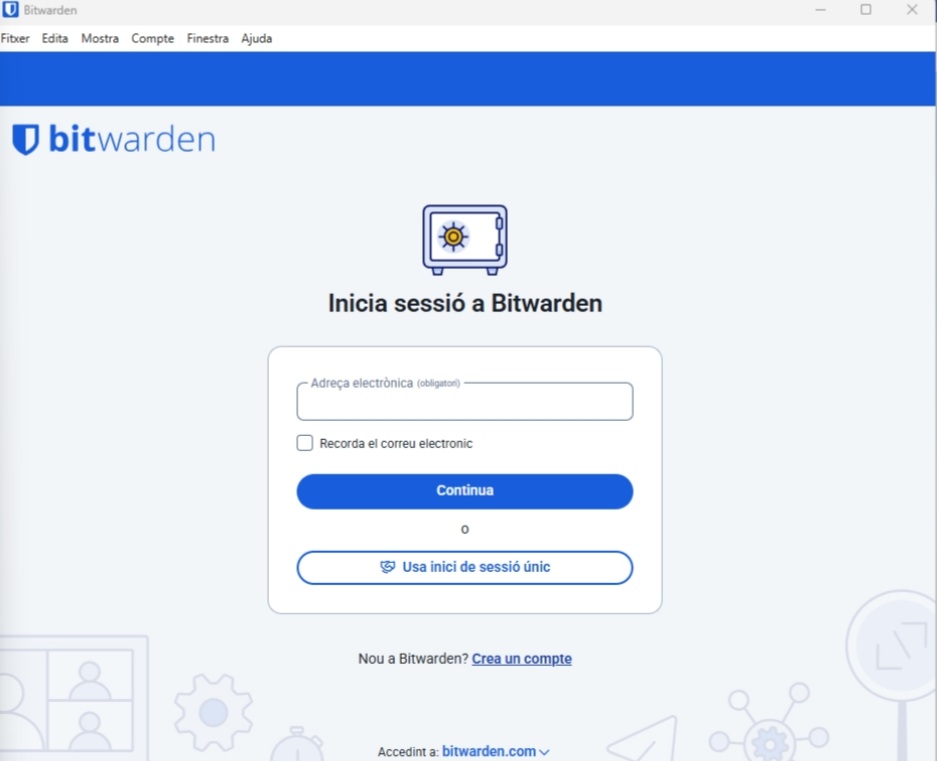 Bitwarden
Fitxer Edita Mostra Compte Finestra Ajuda
bitwarden
Inicia sessió a Bitwarden
Adreça electrònica (obligatori)
Recorda el correu electronic
Continua
o
Usa inici de sessió únic
Nou a Bitwarden? Crea un compte
Accedint a: bitwarden.com